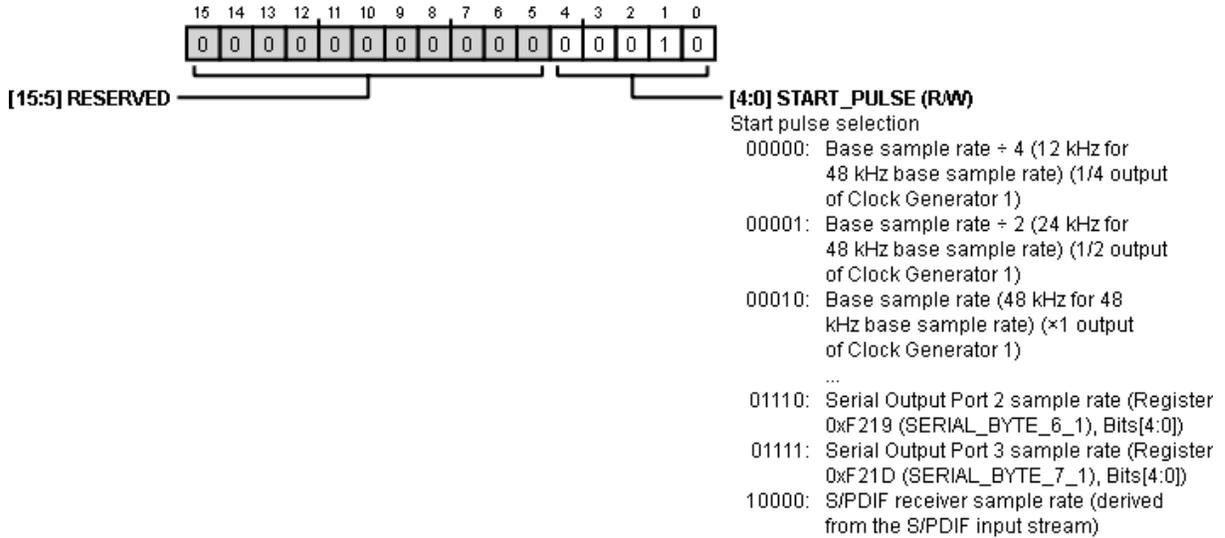 15 14 13 12 11 10 9 8 7 6 5 4 3 2 1 0
0 0 0 0 0 0 0 0 0 0 0 0 0 0 1 0
[15:5] RESERVED
[4:0] START_PULSE (R/W)
Start pulse selection
00000: Base sample rate ÷ 4 (12 kHz for
48 kHz base sample rate) (1/4 output
of Clock Generator 1)
00001: Base sample rate ÷ 2 (24 kHz for
48 kHz base sample rate) (1/2 output
of Clock Generator 1)
00010: Base sample rate (48 kHz for 48
kHz base sample rate) (×1 output
of Clock Generator 1)
...
01110: Serial Output Port 2 sample rate (Register
0xF219 (SERIAL_BYTE_6_1), Bits[4:0])
01111: Serial Output Port 3 sample rate (Register
0xF21D (SERIAL_BYTE_7_1), Bits[4:0])
10000: S/PDIF receiver sample rate (derived
from the S/PDIF input stream)